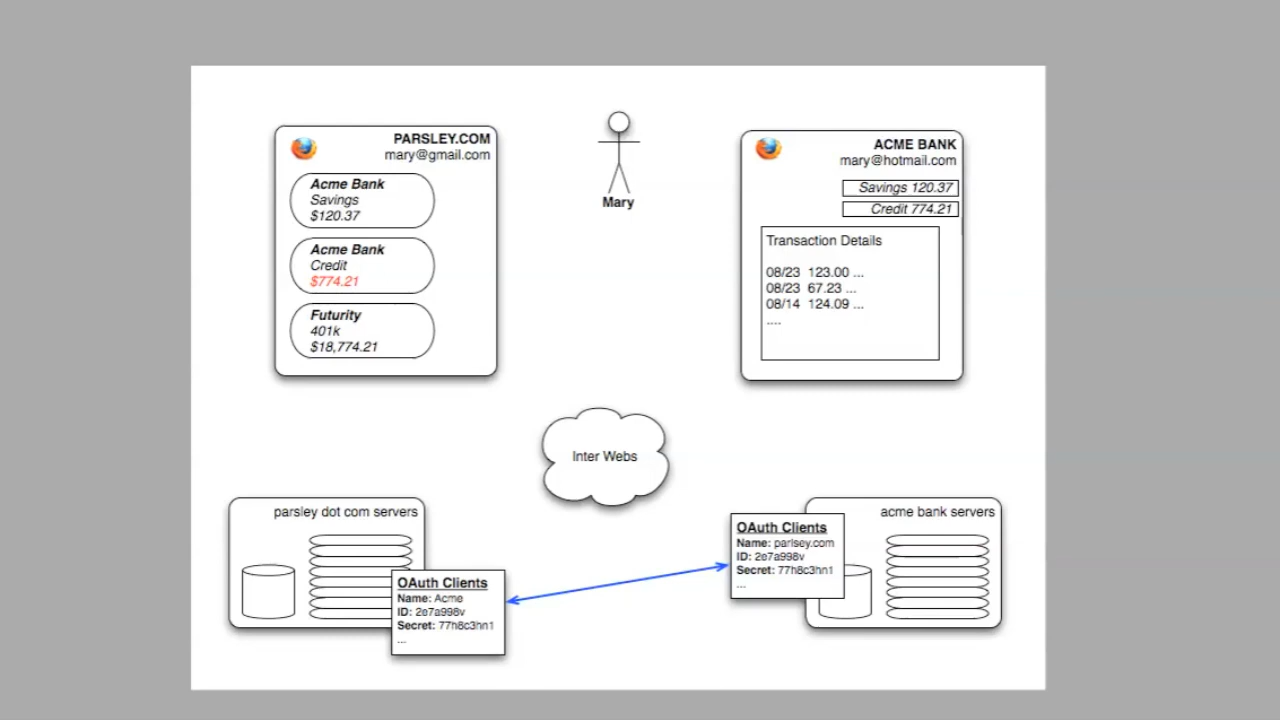 PARSLEY.COM
mary@gmail.com
Acme Bank
Savings
$120.37
Acme Bank
Credit
$774.21
Futurity
401k
$18,774.21
Mary
ACME BANK
mary@hotmail.com
Savings 120.37
Credit 774.21
Transaction Details
08/23 123.00 ...
08/23 67.23 ...
08/14 124.09 ...
....
Inter Webs
parsley dot com servers
OAuth Clients
Name: Acme
ID: 2e7a998v
Secret: 77h8c3hn1
...
acme bank servers
OAuth Clients
Name: parlsey.com
ID: 2e7a998v
Secret: 77h8c3hn1
...